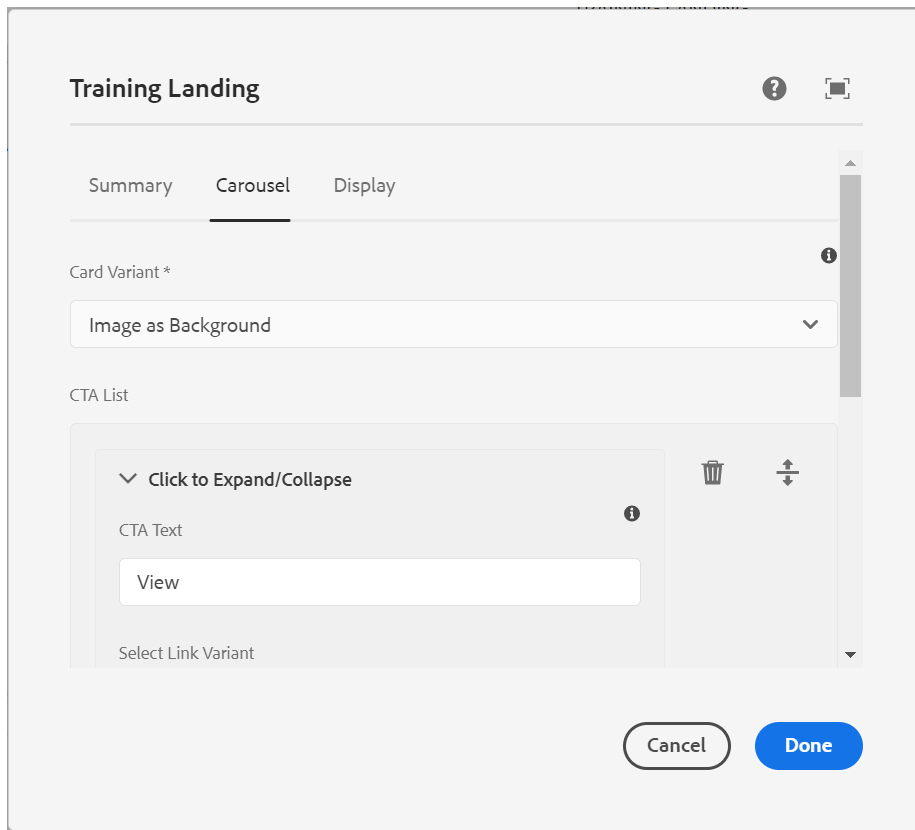 Training Landing
Summary Carousel Display
Card Variant *
Image as Background
CTA List
Click to Expand/Collapse
CTA Text
View
Select Link Variant
Cancel Done